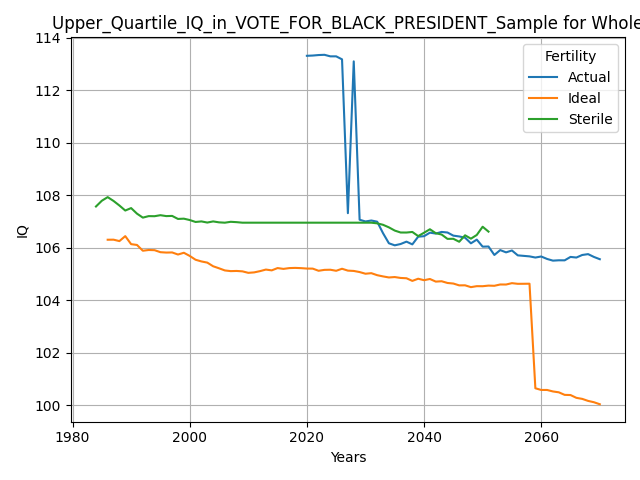 Upper_Quartile_IQ_in_VOTE_FOR_BLACK_PRESIDENT_Sample for Whole
114
112
110
108
106
104
102
100
IQ
1980
2000
2020
2040
2060
Years
Fertility
Actual
Ideal
Sterile